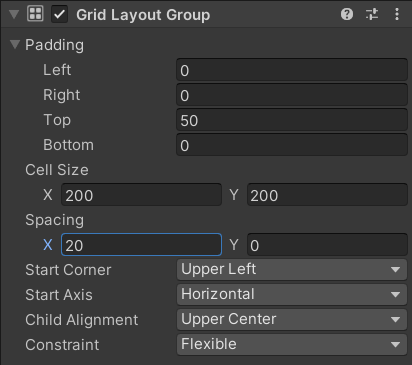 Grid Layout Group
Padding
Left 0
Right 0
Top 50
Bottom 0
Cell Size
X 200 Y 200
Spacing
X 20 Y 0
Start Corner Upper Left
Start Axis Horizontal
Child Alignment Upper Center
Constraint Flexible